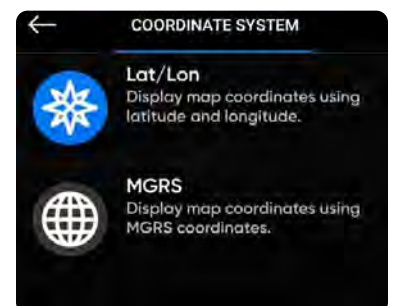 COORDINATE SYSTEM
Lat/Lon
Display map coordinates using
latitude and longitude.
MGRS
Display map coordinates using
MGRS coordinates.